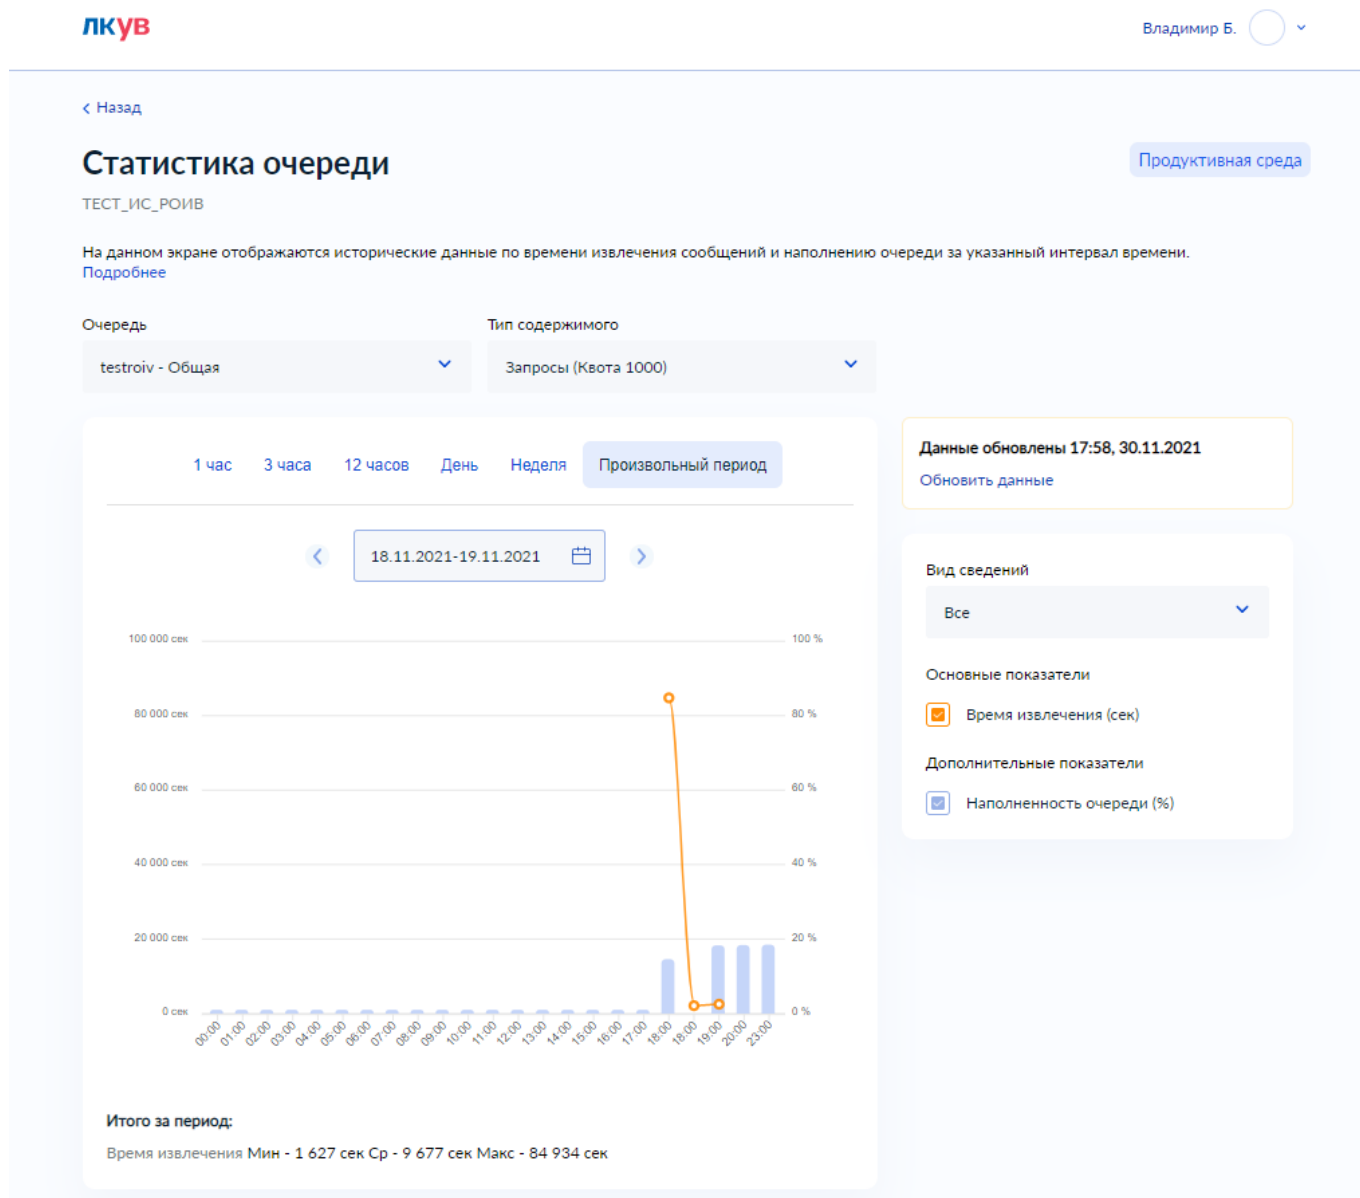 ЛКУВ
Владимир Б.
Назад
Статистика очереди
Продуктивная среда
ТЕСТ_ИС_РОИВ
На данном экране отображаются исторические данные по времени извлечения сообщений и наполнению очереди за указанный интервал времени.
Подробнее
Очередь
Тип содержимого
testroiv - Общая
Запросы (Квота 1000)
1 час 3 часа 12 часов День Неделя Произвольный период
18.11.2021-19.11.2021
Данные обновлены 17:58, 30.11.2021
Обновить данные
Вид сведений
Все
Основные показатели
Время извлечения (сек)
Дополнительные показатели
Наполненность очереди (%)
100 000 сек 100 %
80 000 сек 80 %
60 000 сек 60 %
40 000 сек 40 %
20 000 сек 20 %
0 сек 0 %
00:00 01:00 02:00 03:00 04:00 05:00 06:00 07:00 08:00 09:00 10:00 11:00 12:00 13:00 14:00 15:00 16:00 17:00 18:00 18:00 19:00 20:00 23:00
Итого за период:
Время извлечения Мин - 1 627 сек Ср - 9 677 сек Макс - 84 934 сек